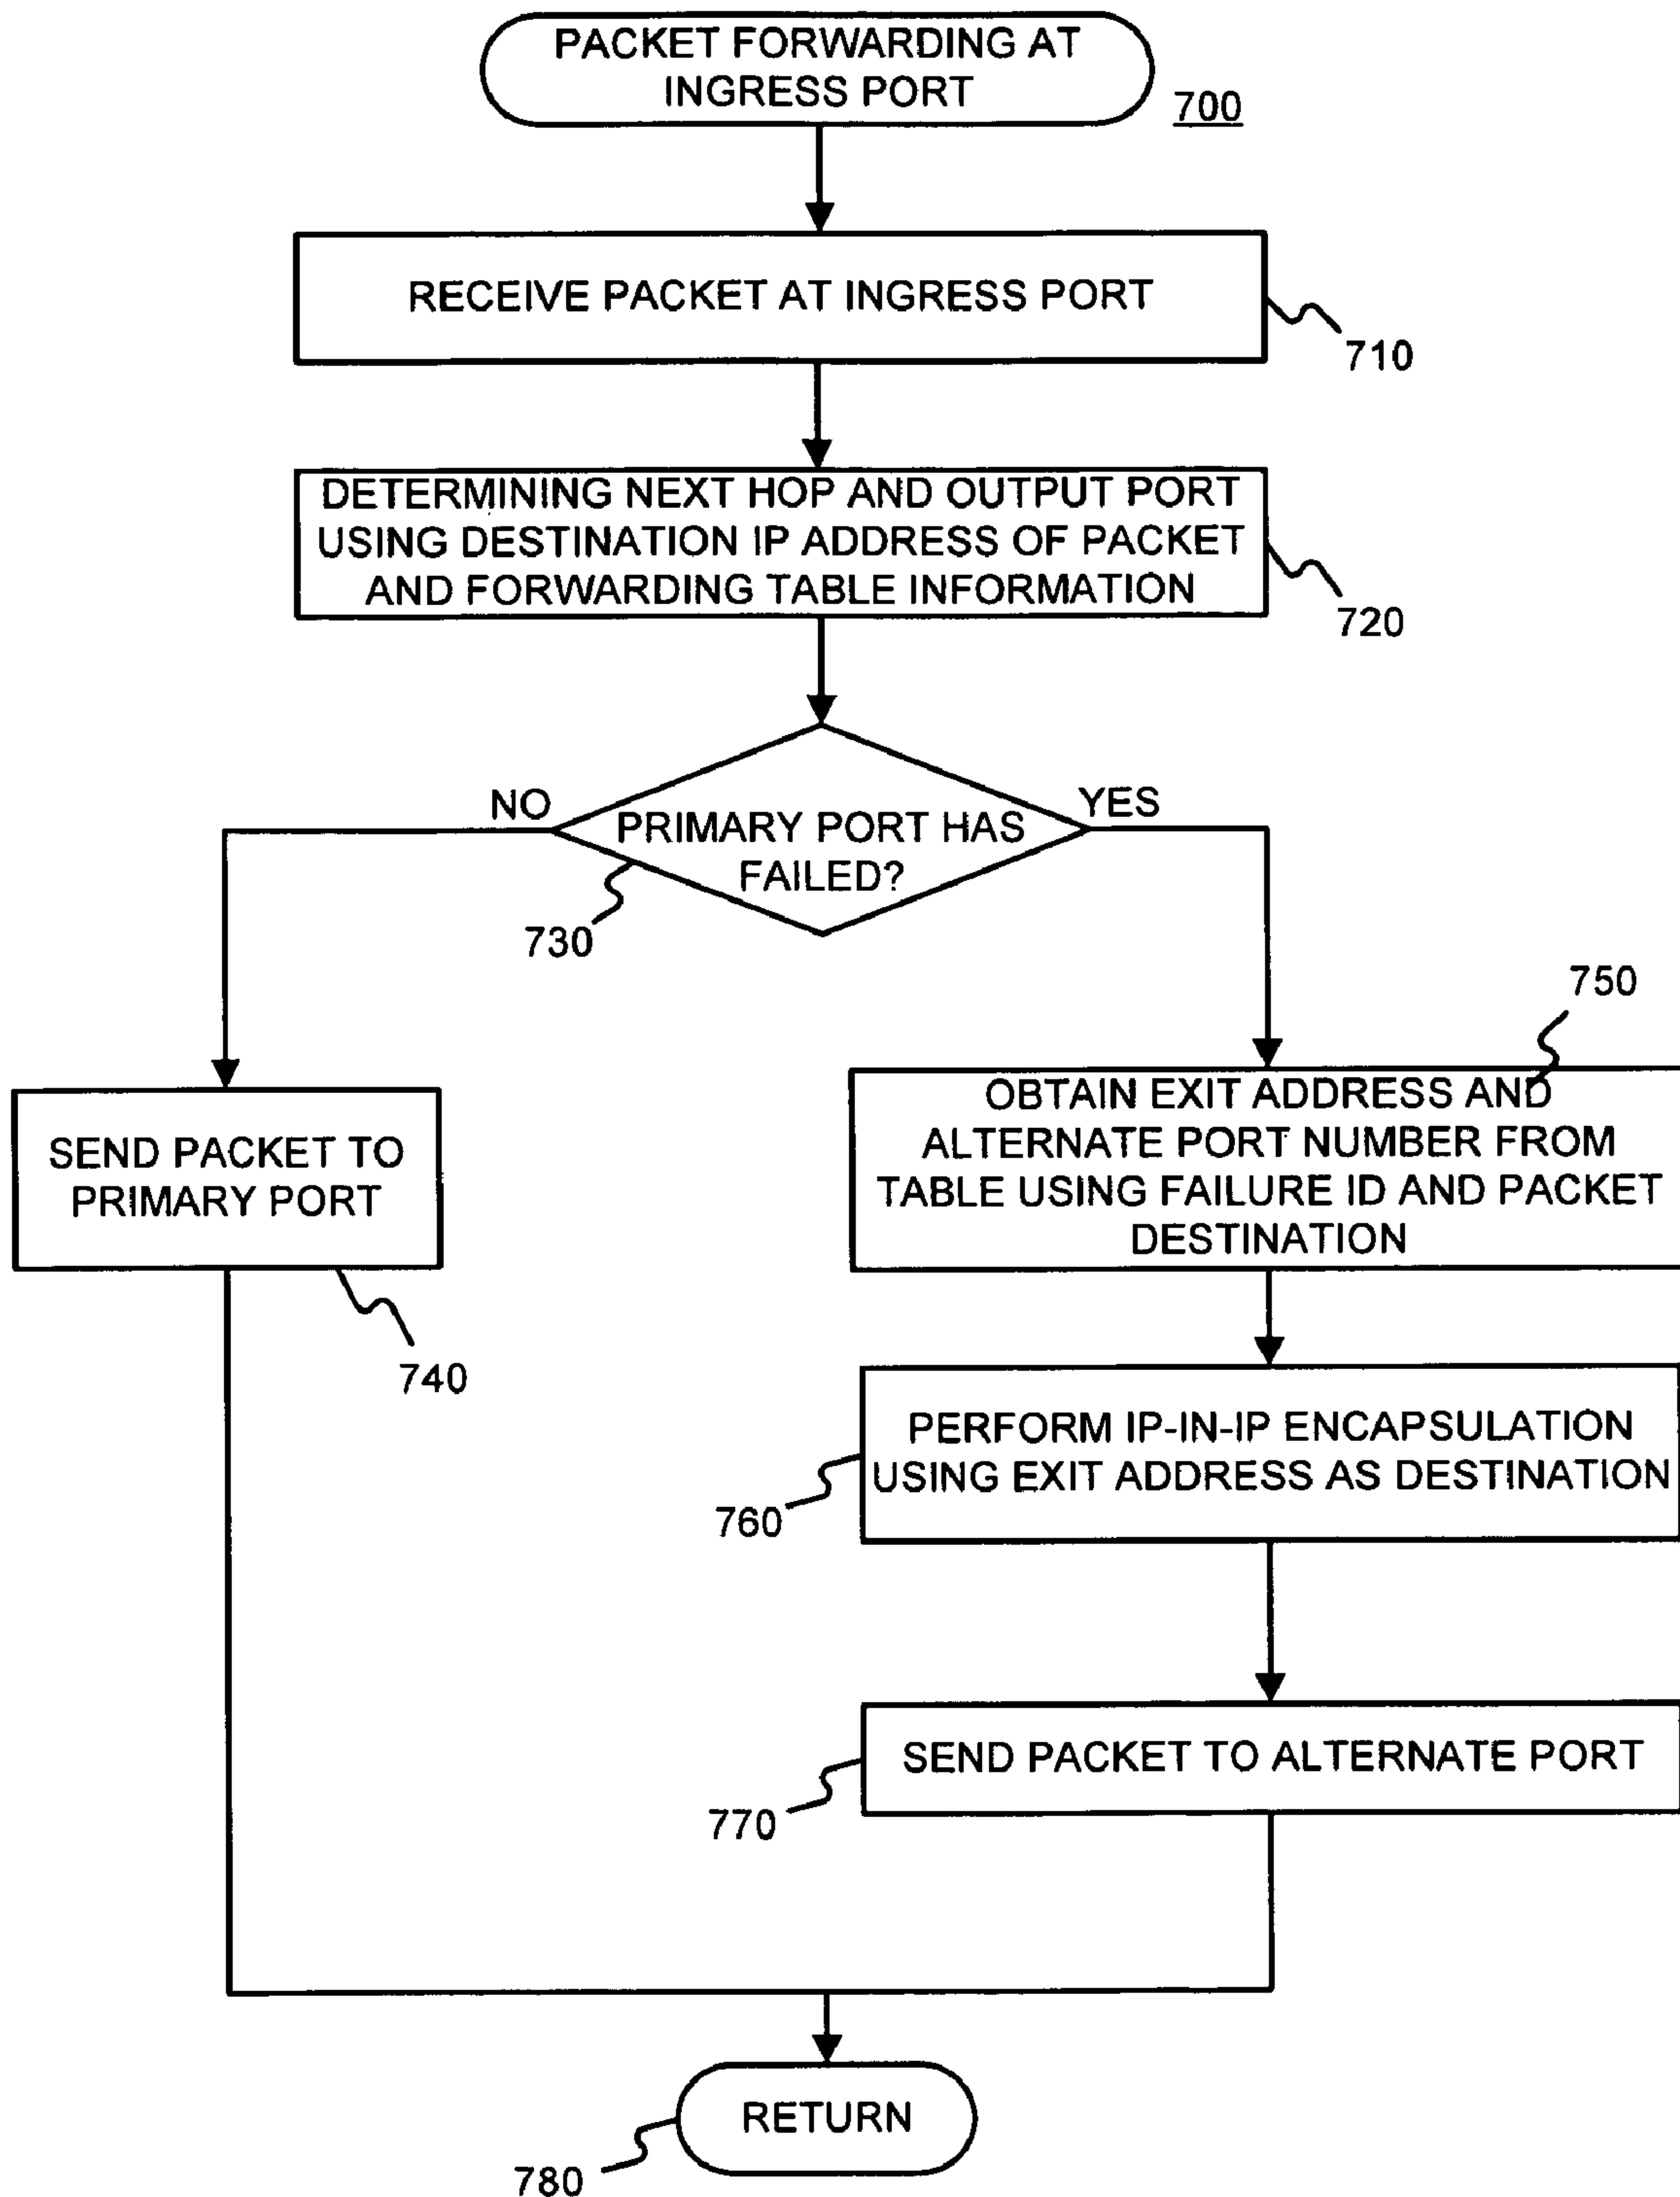 PACKET FORWARDING AT
INGRESS PORT
700
RECEIVE PACKET AT INGRESS PORT
710
DETERMINING NEXT HOP AND OUTPUT PORT
USING DESTINATION IP ADDRESS OF PACKET
AND FORWARDING TABLE INFORMATION
720
NO
YES
PRIMARY PORT HAS
FAILED?
730
750
SEND PACKET TO
PRIMARY PORT
740
OBTAIN EXIT ADDRESS AND
ALTERNATE PORT NUMBER FROM
TABLE USING FAILURE ID AND PACKET
DESTINATION
PERFORM IP-IN-IP ENCAPSULATION
USING EXIT ADDRESS AS DESTINATION
760
SEND PACKET TO ALTERNATE PORT
770
RETURN
780